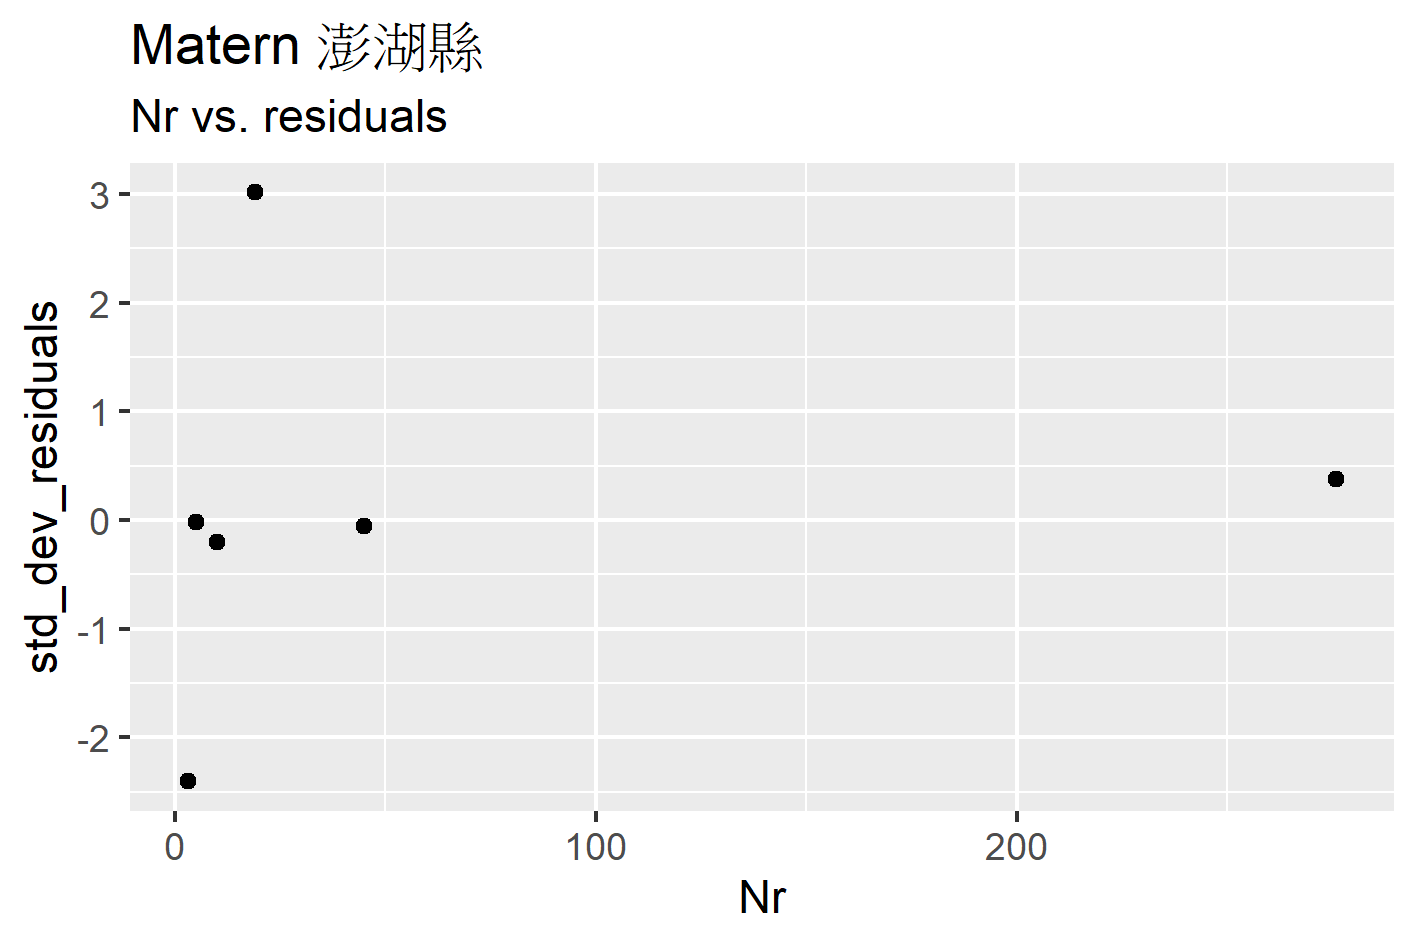 Matern 澎湖縣
Nr vs. residuals
std_dev_residuals
3
2
1
0
-1
-2
0
100
200
Nr